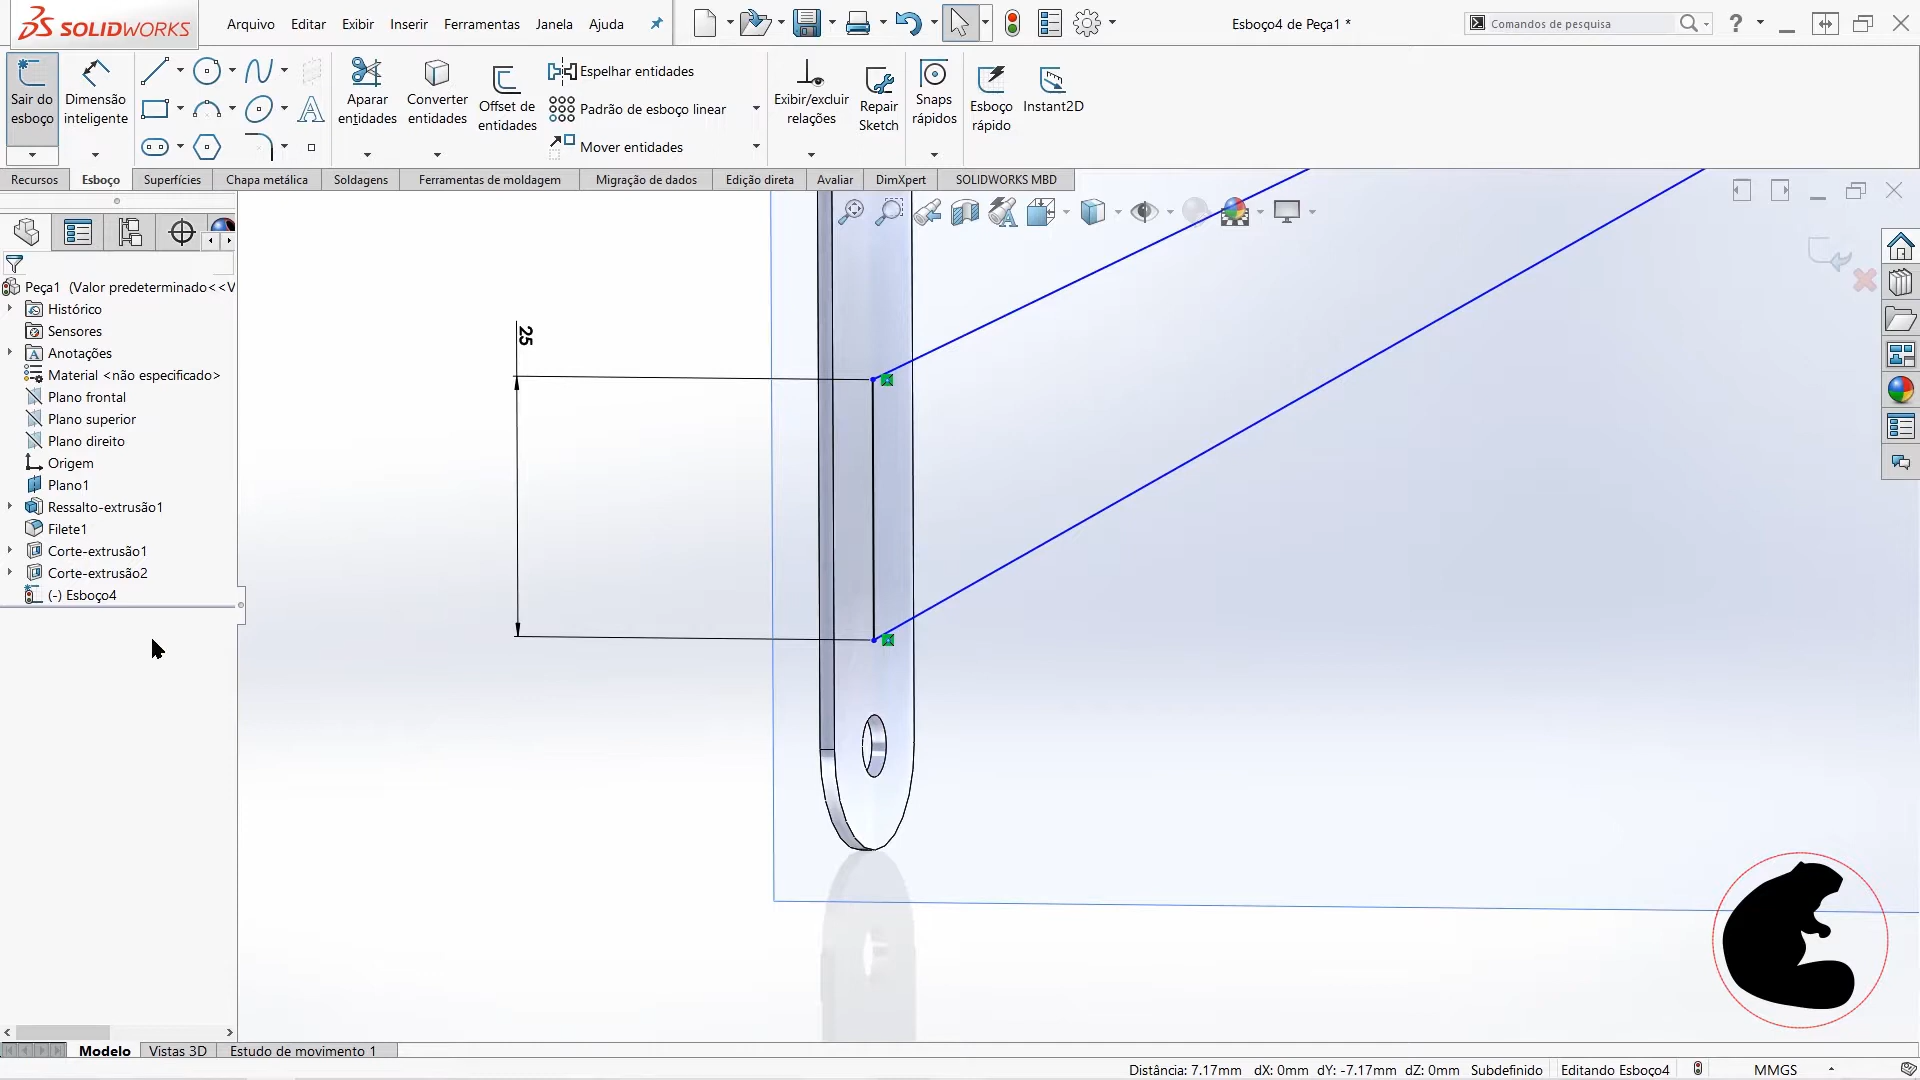 SOLIDWORKS
Arquivo Editar Exibir Inserir Ferramentas Janela Ajuda
Esboço4 de Peça1 *
Comandos de pesquisa
?
Sair do
esboço
Dimensão
inteligente
Aparar
entidades
Converter
entidades
Offset de
entidades
Espelhar entidades
Padrão de esboço linear
Mover entidades
Exibir/excluir
relações
Repair
Sketch
Snaps
rápidos
Esboço
rápido
Instant2D
Recursos Esboço Superfícies Chapa metálica Soldagens Ferramentas de moldagem Migração de dados Edição direta Avaliar DimXpert SOLIDWORKS MBD
Peça1 (Valor predeterminado<<V
Histórico
Sensores
Anotações
Material <não especificado>
Plano frontal
Plano superior
Plano direito
Origem
Plano1
Ressalto-extrusão1
Filete1
Corte-extrusão1
Corte-extrusão2
(-) Esboço4
25
Modelo Vistas 3D Estudo de movimento 1
Distância: 7.17mm dX: 0mm dY: -7.17mm dZ: 0mm Subdefinido Editando Esboço4 MMGS